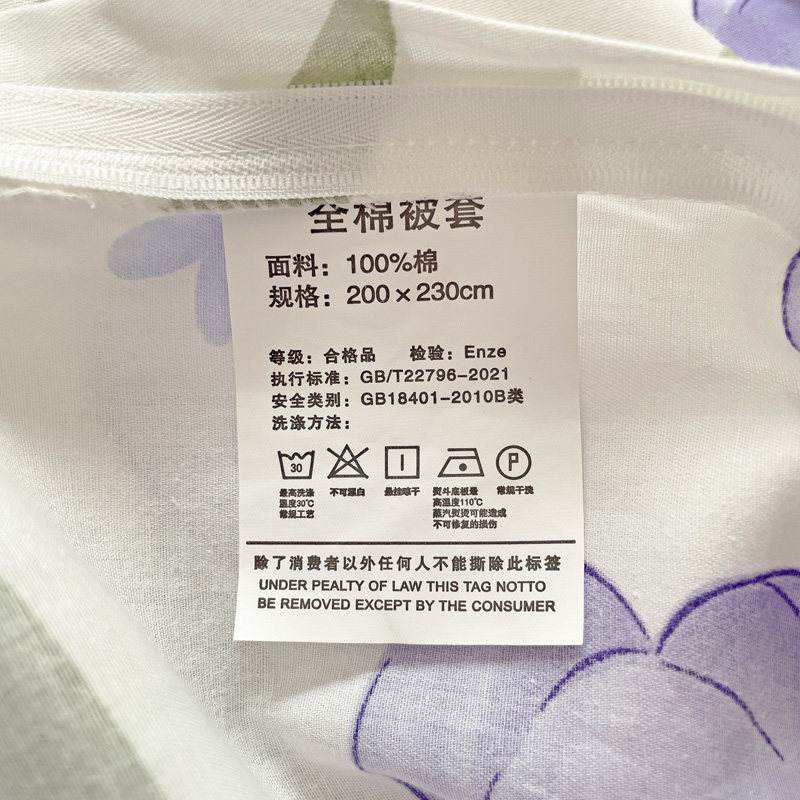 全棉被套
面料：100%棉
规格：200×230cm
等级：合格品 检验：Enze
执行标准：GB/T22796-2021
安全类别：GB18401-2010B类
洗涤方法：
30 P
最高洗涤 不可漂白 悬挂晾干 熨斗底板最 常规干洗
温度30℃ 高温度110℃
常规工艺 蒸汽熨烫可能造成
不可修复的损伤
除了消费者以外任何人不能撕除此标签
UNDER PEALTY OF LAW THIS TAG NOTTO
BE REMOVED EXCEPT BY THE CONSUMER